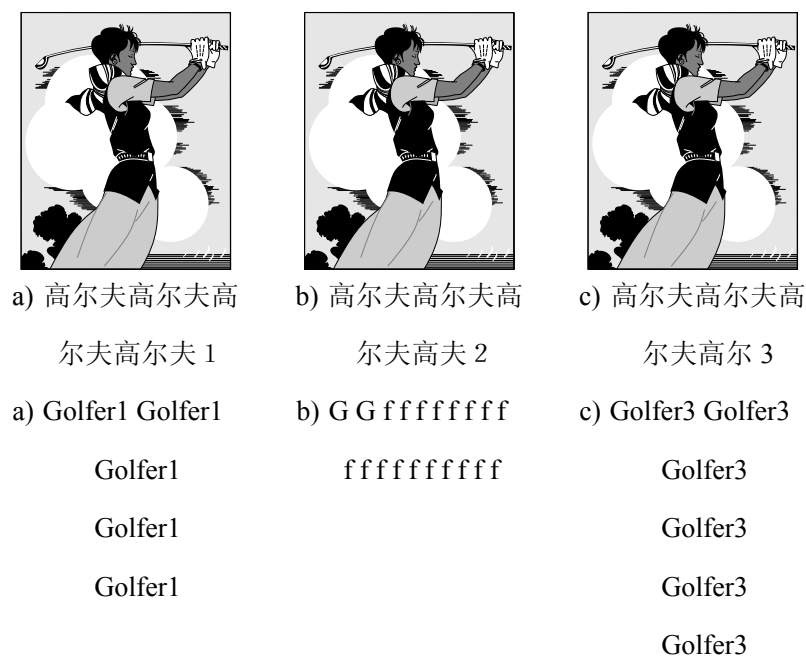 a) 高尔夫高尔夫高
尔夫高尔夫 1
b) 高尔夫高尔夫高
尔夫高夫 2
c) 高尔夫高尔夫高
尔夫高尔 3
a) Golfer1 Golfer1
Golfer1
Golfer1
Golfer1
b) G G f f f f f f f f
f f f f f f f f f f
c) Golfer3 Golfer3
Golfer3
Golfer3
Golfer3
Golfer3